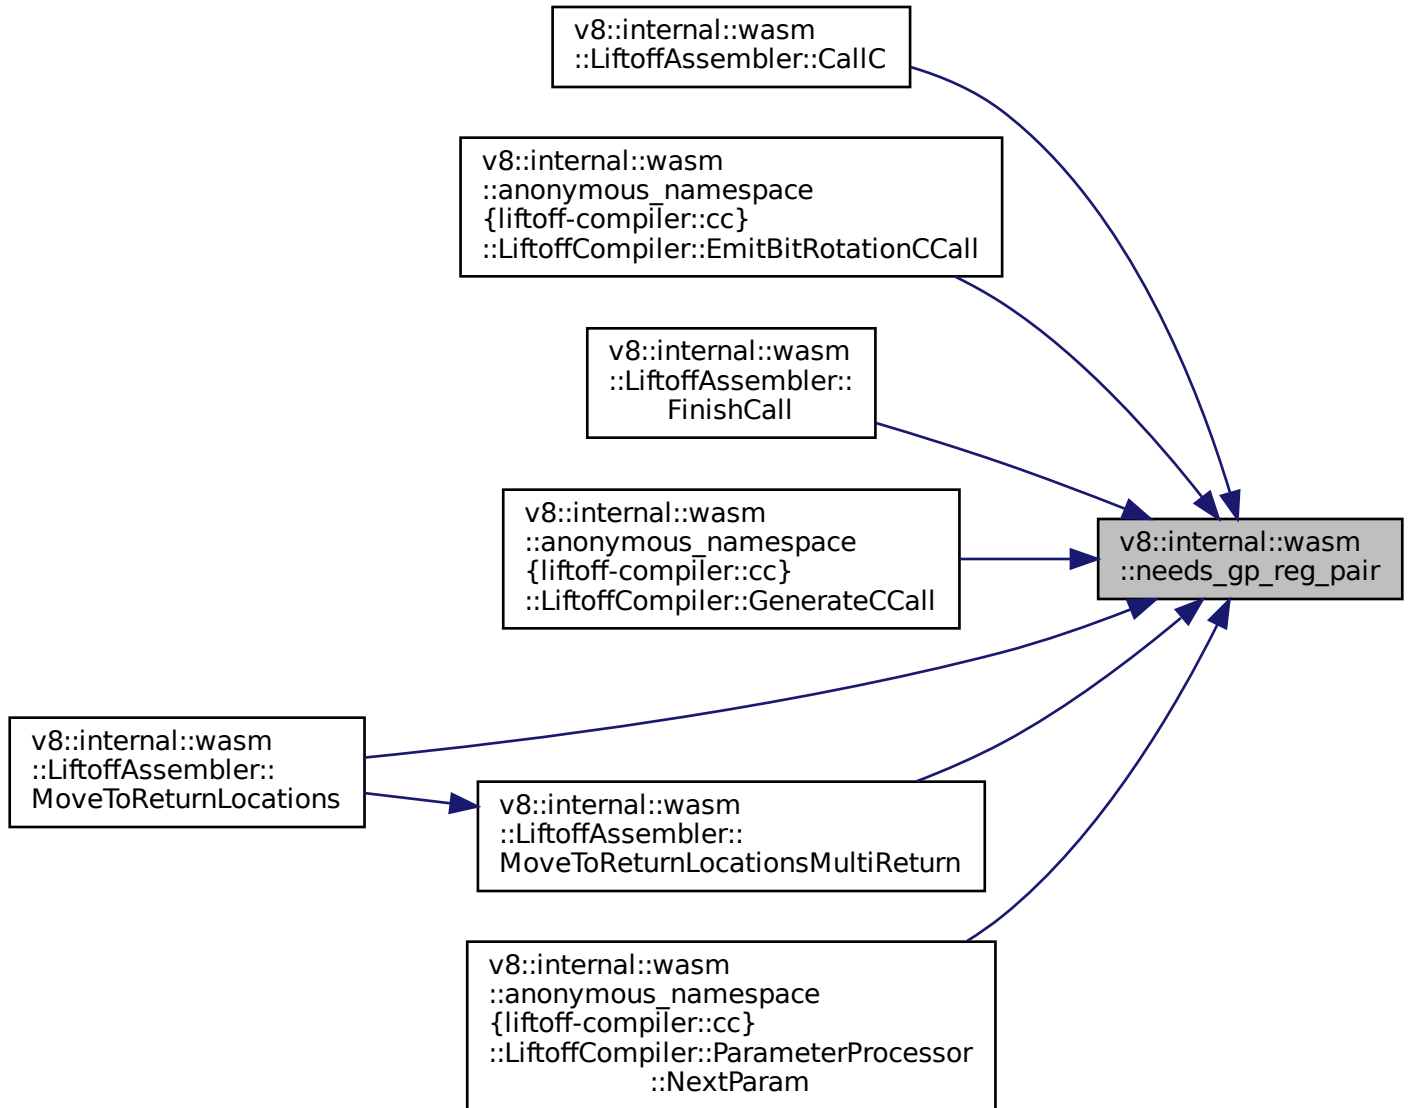 v8::internal::wasm
::LiftoffAssembler::CallC
v8::internal::wasm
::anonymous_namespace
{liftoff-compiler::cc}
::LiftoffCompiler::EmitBitRotationCCall
v8::internal::wasm
::LiftoffAssembler::
FinishCall
v8::internal::wasm
::anonymous_namespace
{liftoff-compiler::cc}
::LiftoffCompiler::GenerateCCall
v8::internal::wasm
::needs_gp_reg_pair
v8::internal::wasm
::LiftoffAssembler::
MoveToReturnLocations
v8::internal::wasm
::LiftoffAssembler::
MoveToReturnLocationsMultiReturn
v8::internal::wasm
::anonymous_namespace
{liftoff-compiler::cc}
::LiftoffCompiler::ParameterProcessor
::NextParam